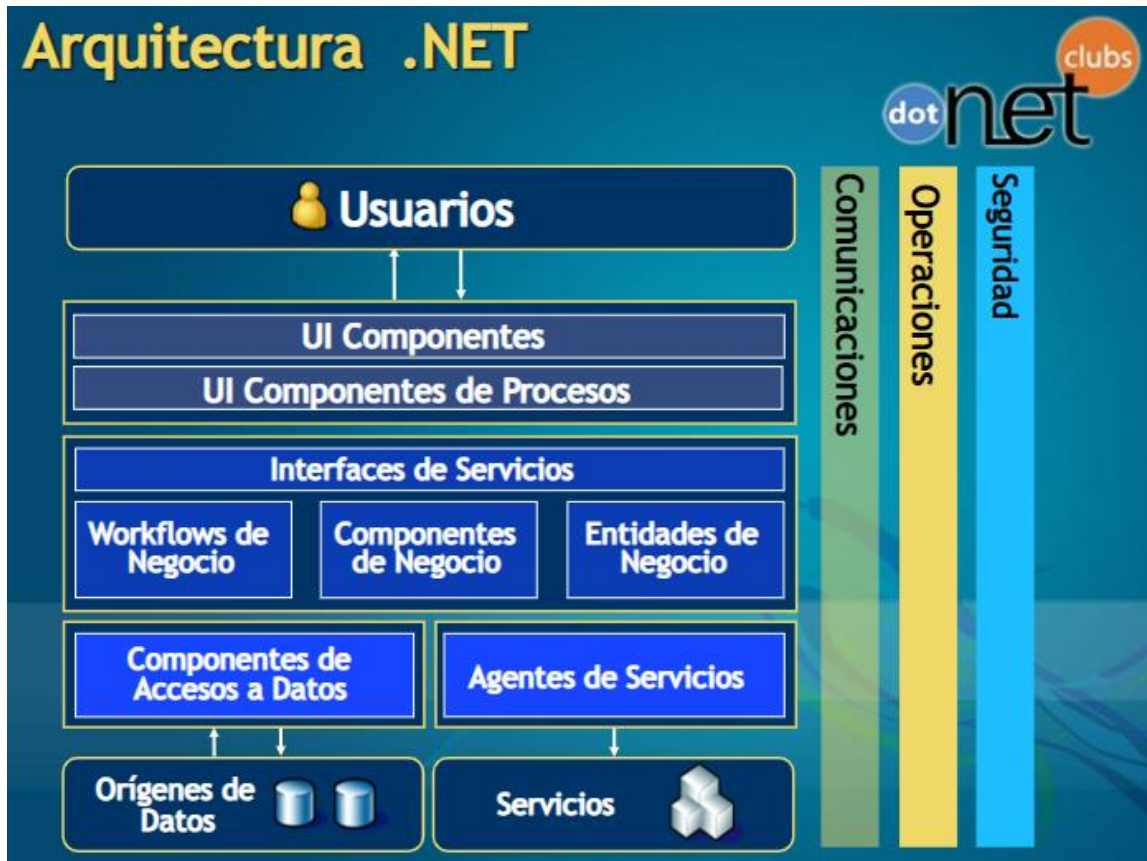 Arquitectura .NET
dot net clubs
Usuarios
UI Componentes
UI Componentes de Procesos
Interfaces de Servicios
Workflows de
Negocio
Componentes
de Negocio
Entidades de
Negocio
Componentes de
Accesos a Datos
Agentes de Servicios
Orígenes de
Datos
Servicios
Comunicaciones
Operaciones
Seguridad